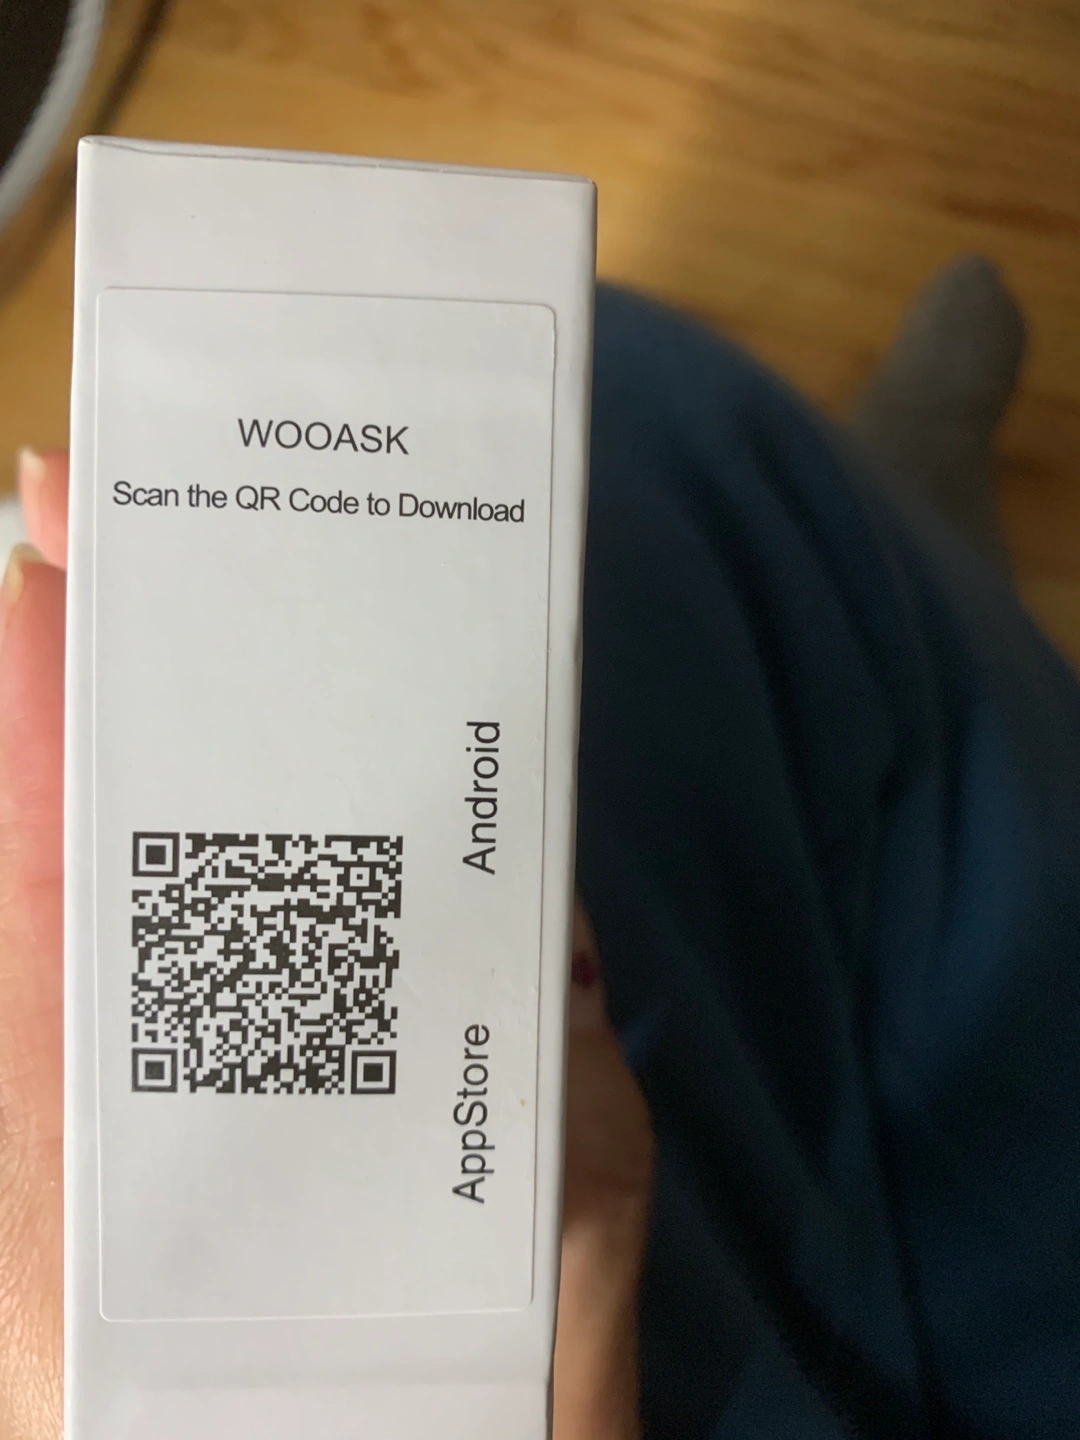 WOOASK
Scan the QR Code to Download
Android
AppStore